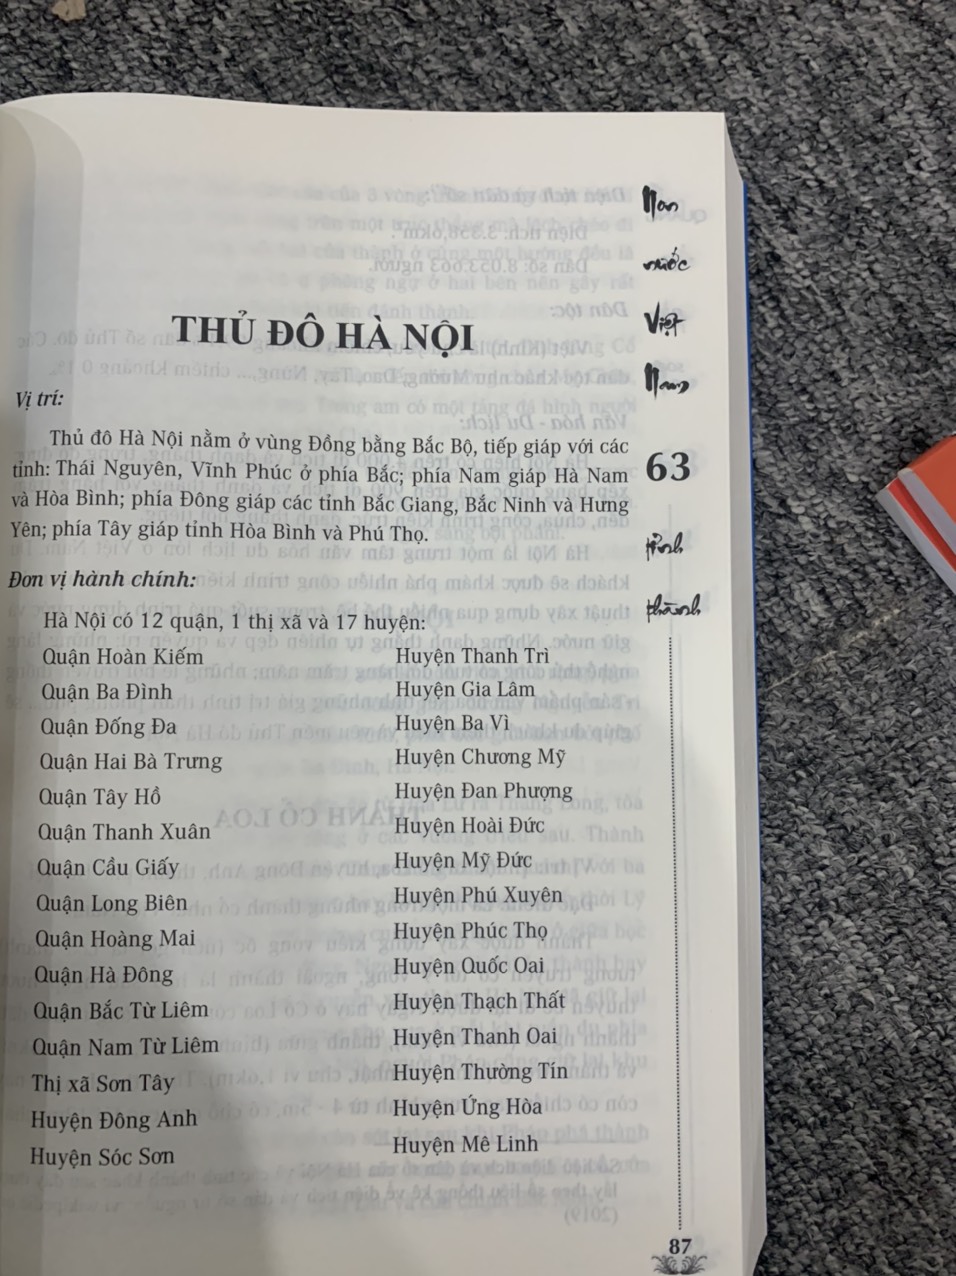 THỦ ĐÔ HÀ NỘI
Vị trí:
Thủ đô Hà Nội nằm ở vùng Đồng bằng Bắc Bộ, tiếp giáp với các
tỉnh: Thái Nguyên, Vĩnh Phúc ở phía Bắc; phía Nam giáp Hà Nam
và Hòa Bình; phía Đông giáp các tỉnh Bắc Giang, Bắc Ninh và Hưng
Yên; phía Tây giáp tỉnh Hòa Bình và Phú Thọ.
Đơn vị hành chính:
Hà Nội có 12 quận, 1 thị xã và 17 huyện:
Quận Hoàn Kiếm
Quận Ba Đình
Quận Đống Đa
Quận Hai Bà Trưng
Quận Tây Hồ
Quận Thanh Xuân
Quận Cầu Giấy
Quận Long Biên
Quận Hoàng Mai
Quận Hà Đông
Quận Bắc Từ Liêm
Quận Nam Từ Liêm
Thị xã Sơn Tây
Huyện Đông Anh
Huyện Sóc Sơn
Huyện Thanh Trì
Huyện Gia Lâm
Huyện Ba Vì
Huyện Chương Mỹ
Huyện Đan Phượng
Huyện Hoài Đức
Huyện Mỹ Đức
Huyện Phú Xuyên
Huyện Phúc Thọ
Huyện Quốc Oai
Huyện Thạch Thất
Huyện Thanh Oai
Huyện Thường Tín
Huyện Ứng Hòa
Huyện Mê Linh
Non
nước
Việt
Nam
63
tỉnh
thành
87